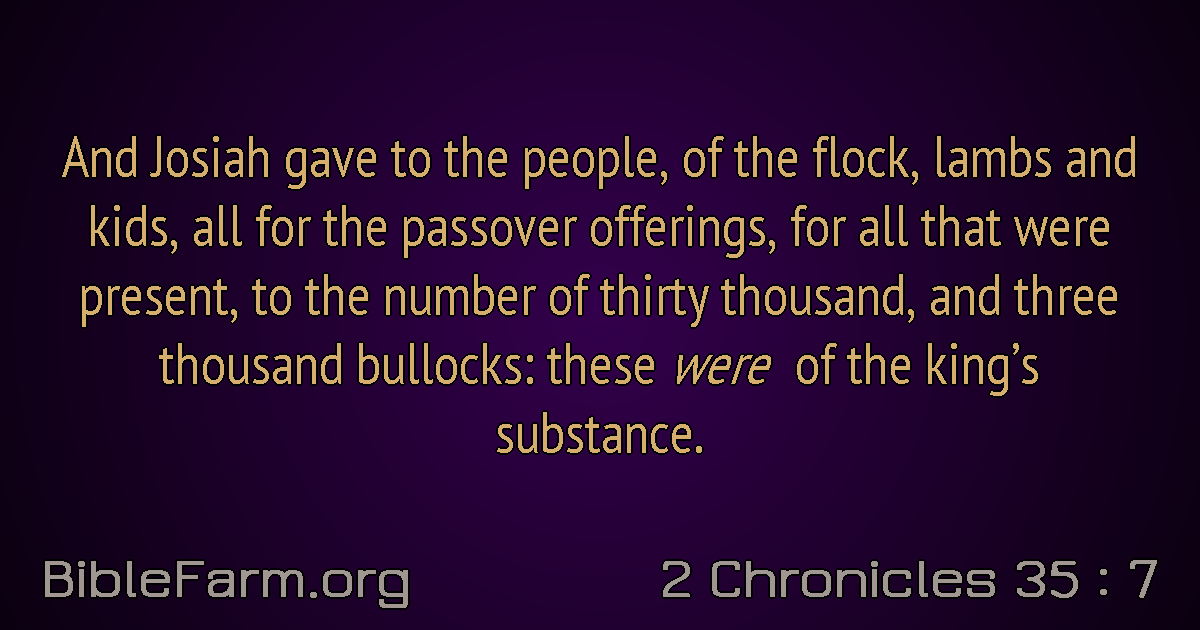 And Josiah gave to the people, of the flock, lambs and
kids, all for the passover offerings, for all that were
present, to the number of thirty thousand, and three
thousand bullocks: these were of the king’s
substance.
BibleFarm.org
2 Chronicles 35 : 7